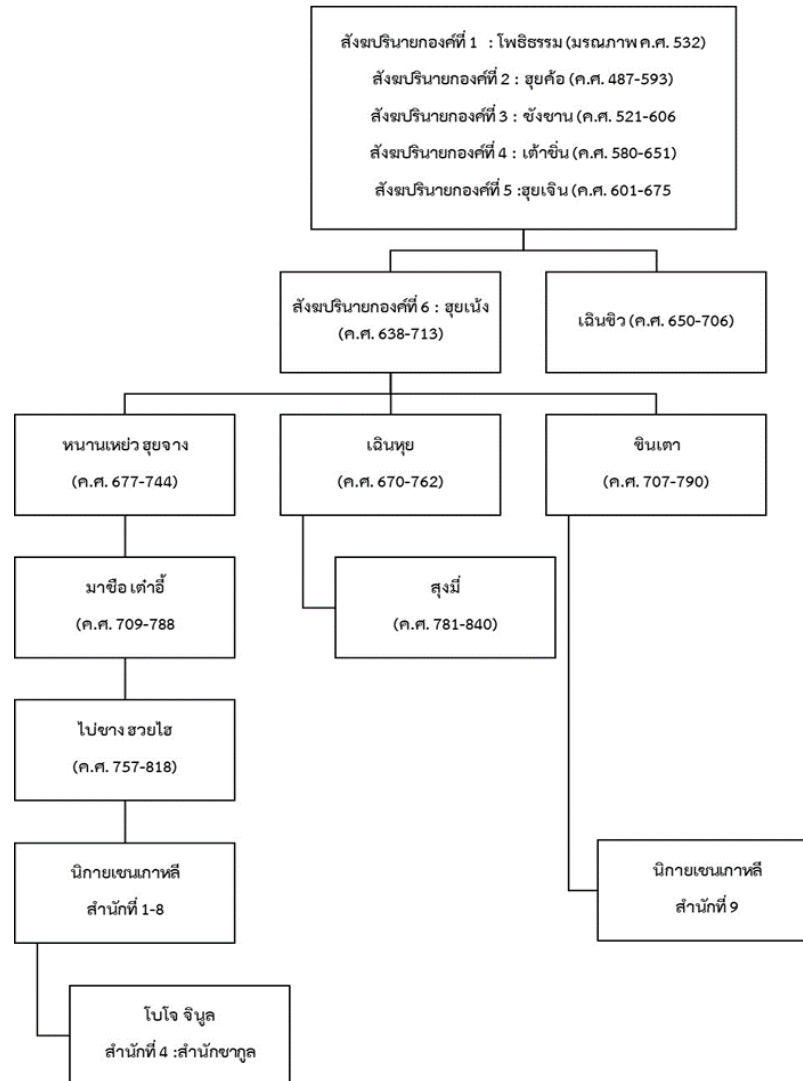 สังฆปรินายกองค์ที่ 1 : โพธิธรรม (มรณภาพ ค.ศ. 532)
สังฆปรินายกองค์ที่ 2 : ฮุยค้อ (ค.ศ. 487-593)
สังฆปรินายกองค์ที่ 3 : ซังซาน (ค.ศ. 521-606
สังฆปรินายกองค์ที่ 4 : เต้าชิ่น (ค.ศ. 580-651)
สังฆปรินายกองค์ที่ 5 :ฮุยเจิน (ค.ศ. 601-675
สังฆปรินายกองค์ที่ 6 : ฮุยเน้ง
(ค.ศ. 638-713)
เฉินชิว (ค.ศ. 650-706)
หนานเหย่ว ฮุยจาง
(ค.ศ. 677-744)
เฉินหุย
(ค.ศ. 670-762)
ชินเตา
(ค.ศ. 707-790)
มาซือ เต๋าอี้
(ค.ศ. 709-788
สุงมี่
(ค.ศ. 781-840)
ไป่ชาง ฮวยไฮ
(ค.ศ. 757-818)
นิกายเซนเกาหลี
สำนักที่ 1-8
นิกายเซนเกาหลี
สำนักที่ 9
โบโจ จินูล
สำนักที่ 4 :สำนักซากูล